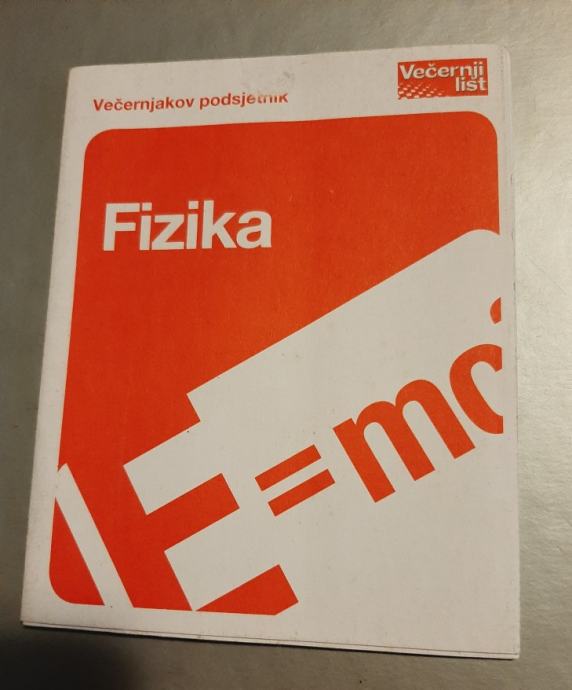 Večernjakov podsjetnik
Večernji
list
Fizika
E=mc